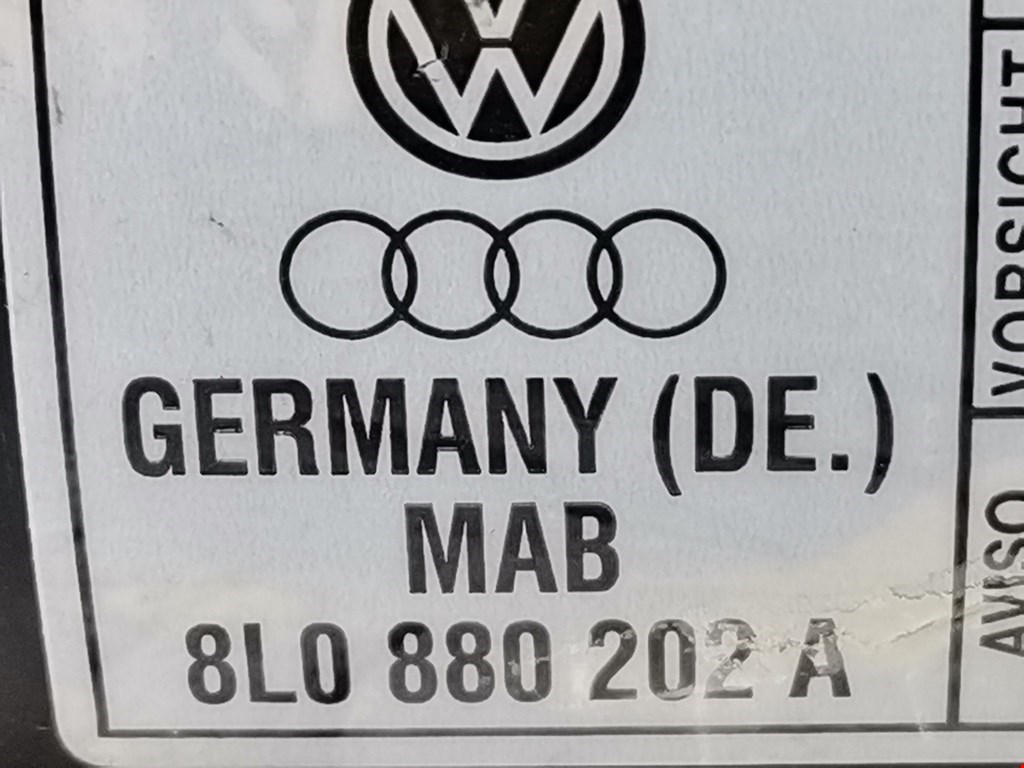 GERMANY (DE.)
MAB
8L0 880 202 A
VORSICHT
AVISO